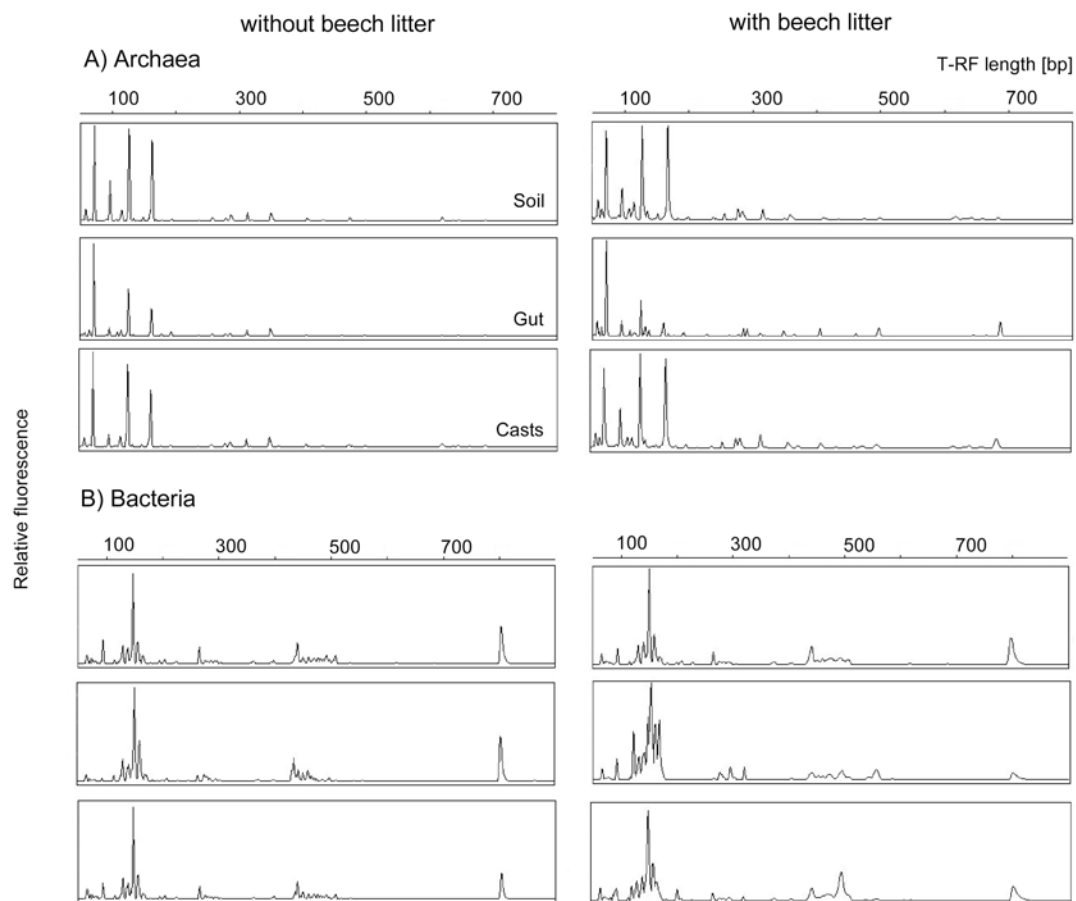 without beech litter
with beech litter
A) Archaea
T-RF length [bp]
100 300 500 700
100 300 500 700
Soil
Gut
Casts
Relative fluorescence
B) Bacteria
100 300 500 700
100 300 500 700